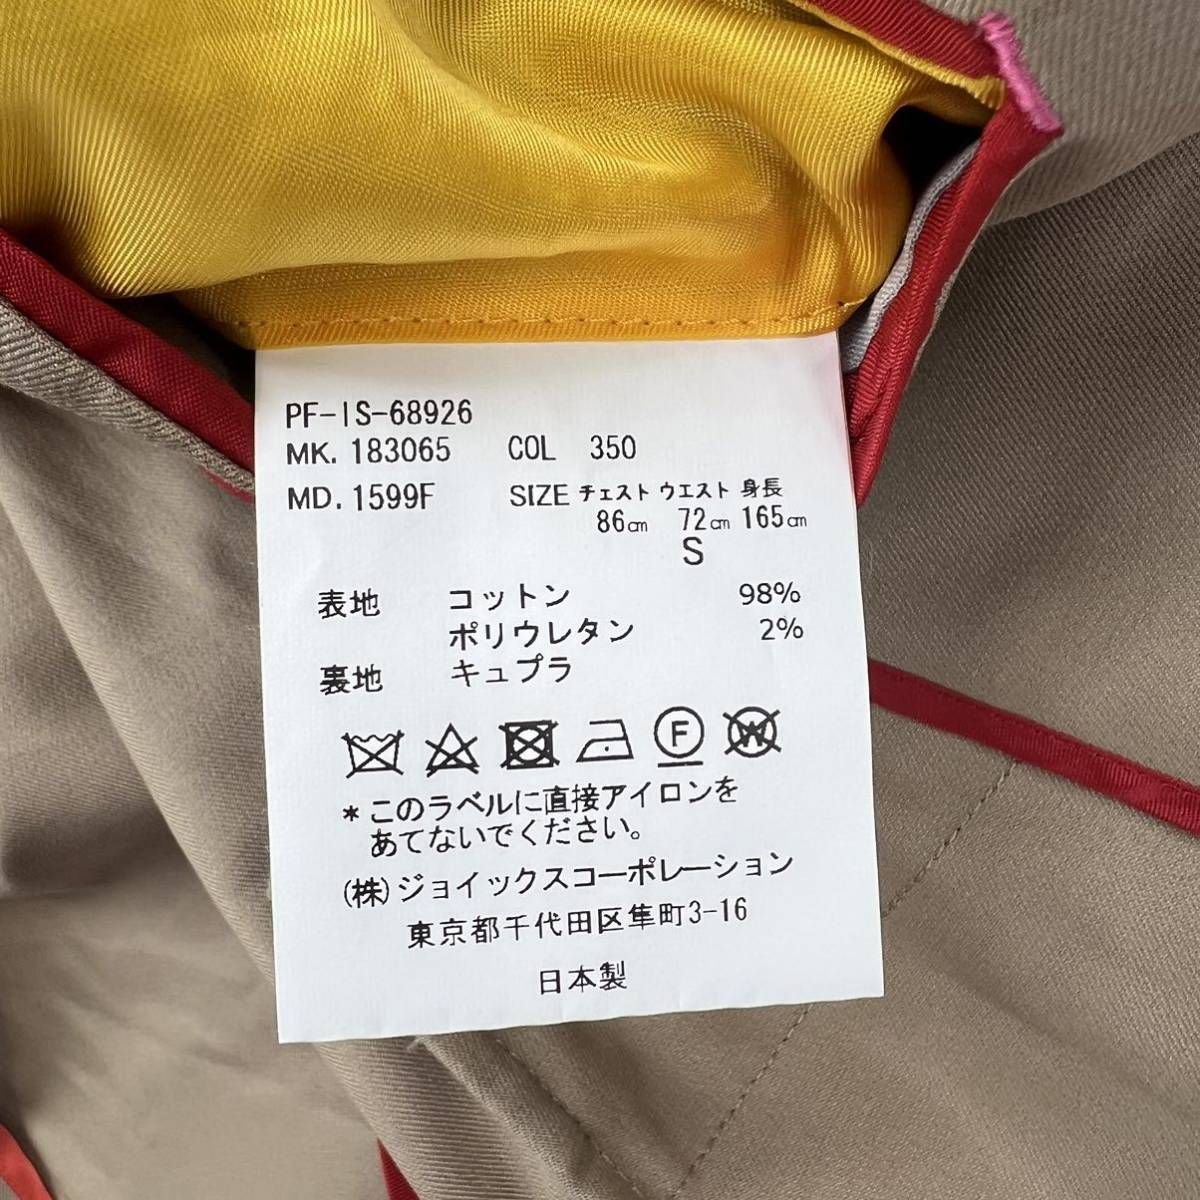 PF-IS-68926
MK. 183065 COL 350
MD. 1599F SIZE チェスト ウエスト 身長
86㎝ 72㎝ 165㎝
S
表地 コットン 98%
ポリウレタン 2%
裏地 キュプラ
F W
*このラベルに直接アイロンを
あてないでください。
(株)ジョイックスコーポレーション
東京都千代田区隼町3-16
日本製